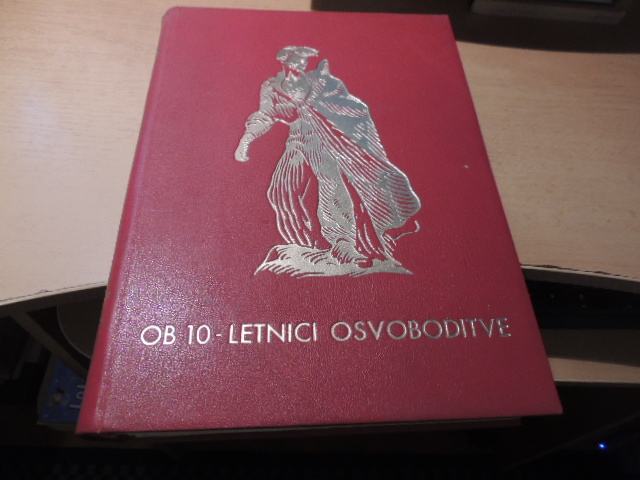 OB 10 - LETNICI OSVOBODITVE